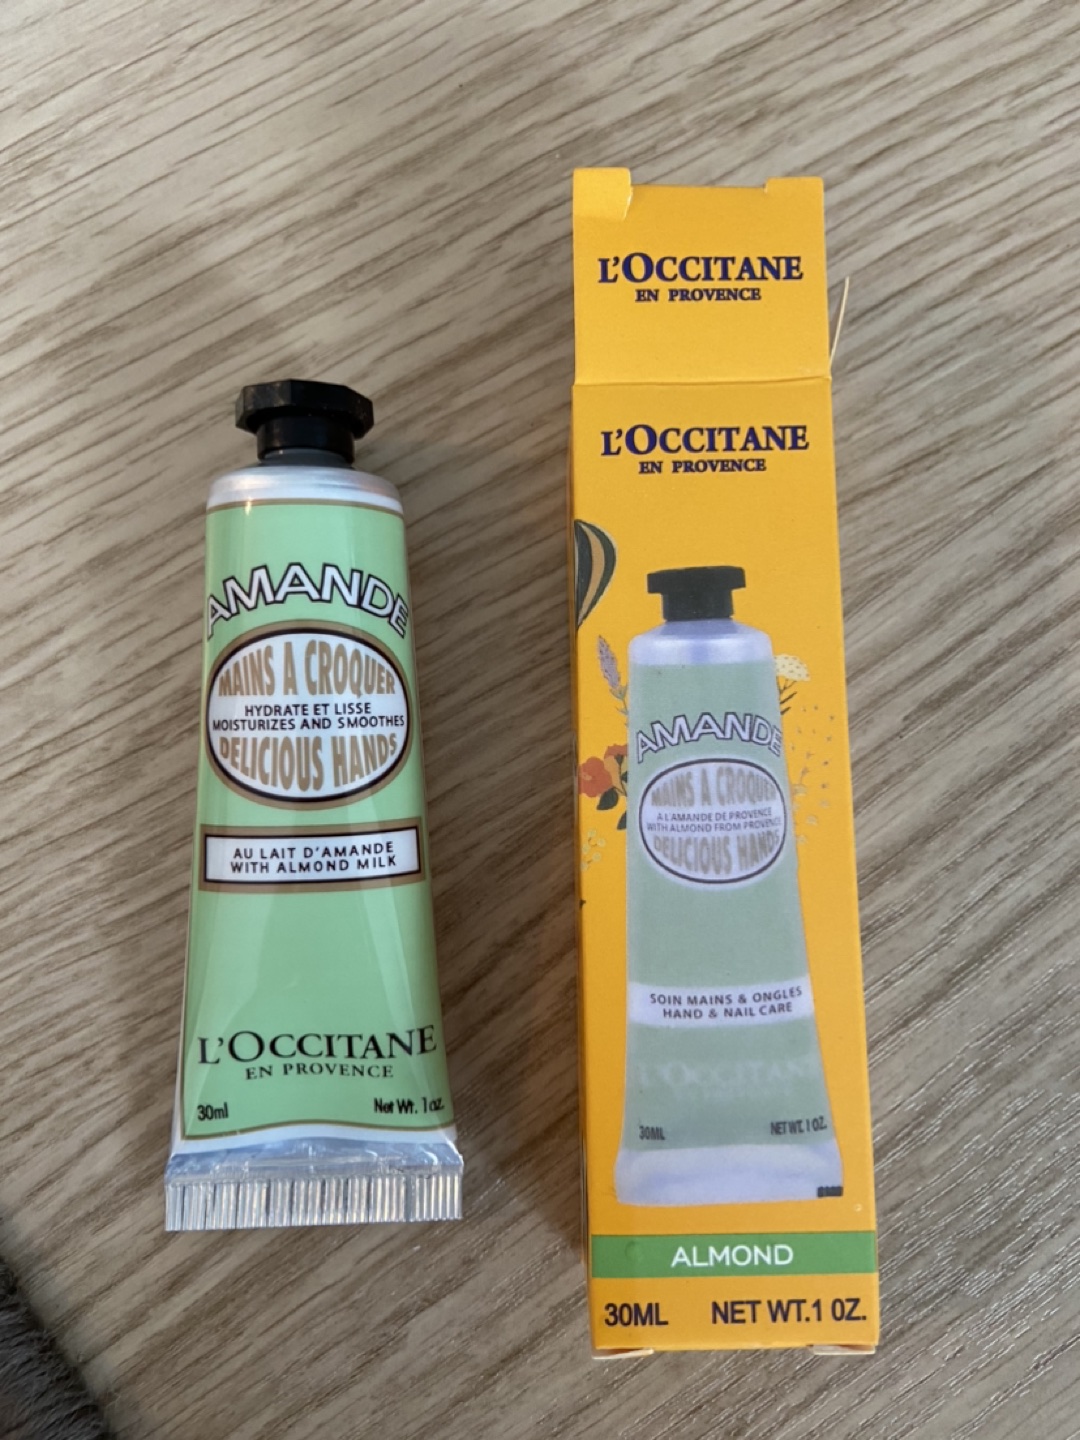 AMANDE
MAINS A CROQUER
HYDRATE ET LISSE
MOISTURIZES AND SMOOTHES
DELICIOUS HANDS
AU LAIT D'AMANDE
WITH ALMOND MILK
L'OCCITANE
EN PROVENCE
30ml Net Wt. 1oz.
L'OCCITANE
EN PROVENCE
L'OCCITANE
EN PROVENCE
AMANDE
MAINS A CROQUER
A L'AMANDE DE PROVENCE
WITH ALMOND FROM PROVENCE
DELICIOUS HANDS
SOIN MAINS & ONGLES
HAND & NAIL CARE
L'OCCITANE
30ML NET WT. 1 OZ.
ALMOND
30ML NET WT.1 OZ.